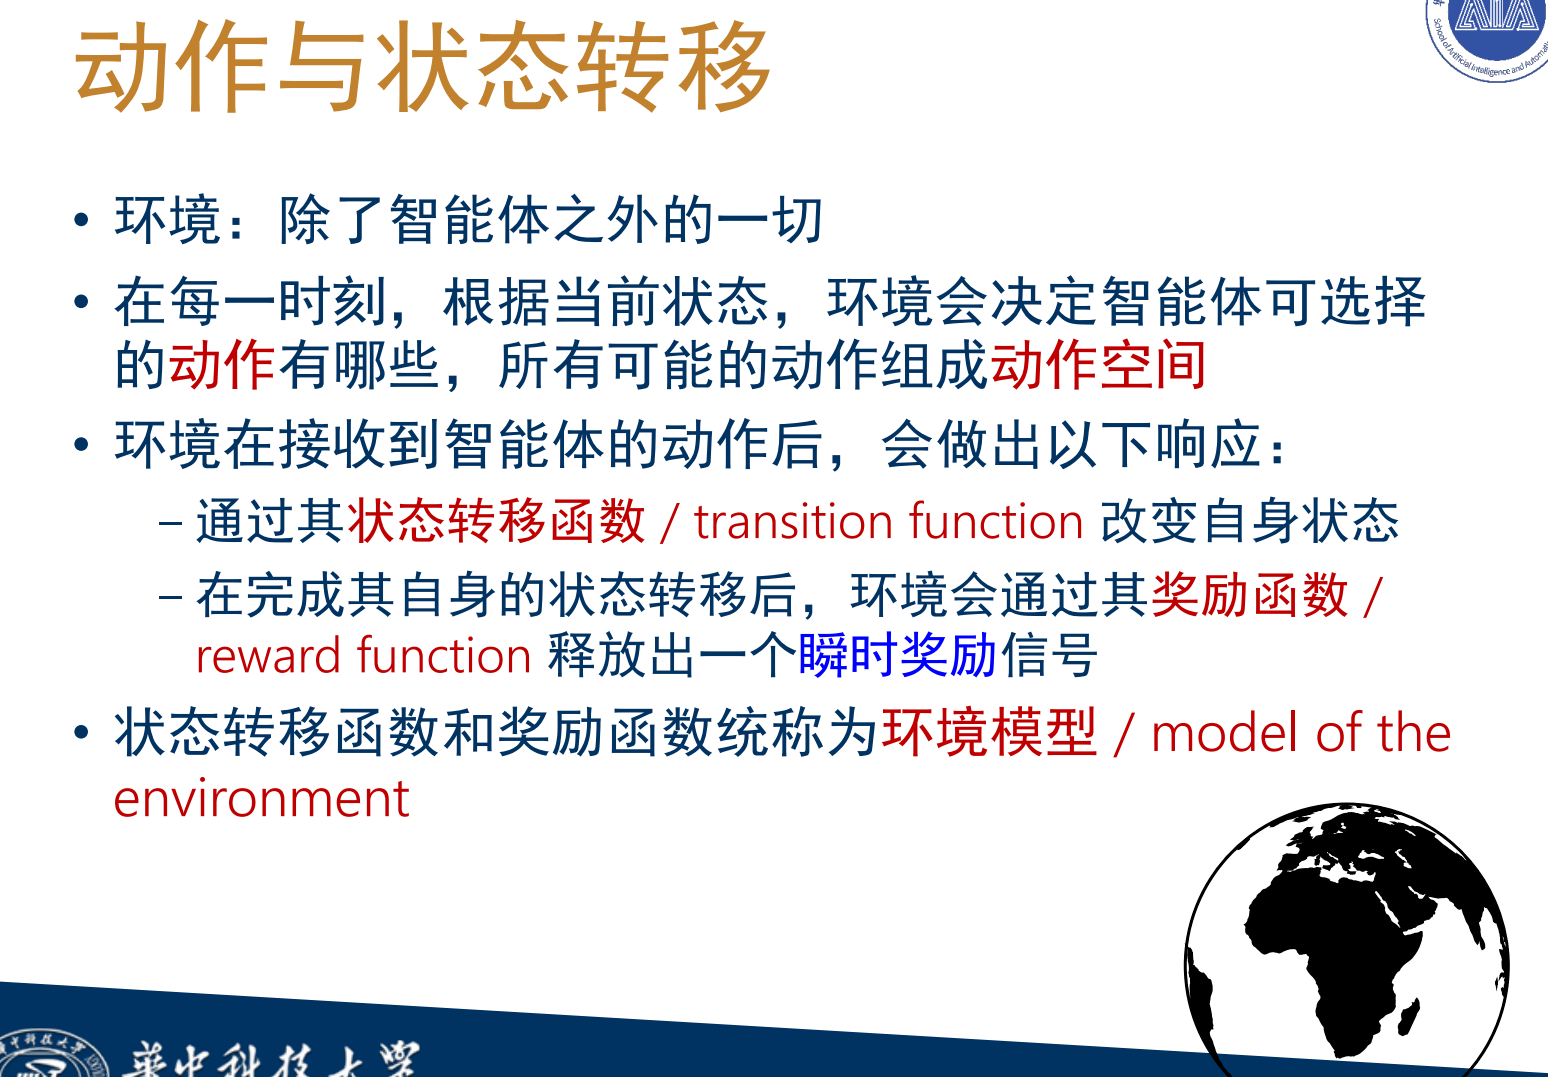 动作与状态转移
School of Artificial Intelligence and
• 环境：除了智能体之外的一切
• 在每一时刻，根据当前状态，环境会决定智能体可选择
的动作有哪些，所有可能的动作组成动作空间
• 环境在接收到智能体的动作后，会做出以下响应：
– 通过其状态转移函数 / transition function 改变自身状态
– 在完成其自身的状态转移后，环境会通过其奖励函数 /
reward function 释放出一个瞬时奖励信号
• 状态转移函数和奖励函数统称为环境模型 / model of the
environment
华中科技大学